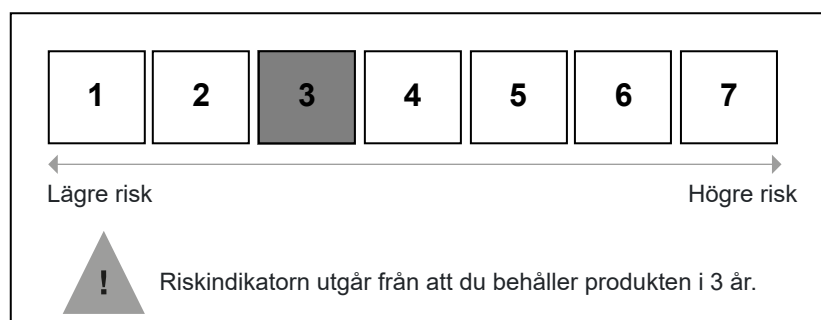 1 2 3 4 5 6 7
Lägre risk Högre risk
! Riskindikatorn utgår från att du behåller produkten i 3 år.